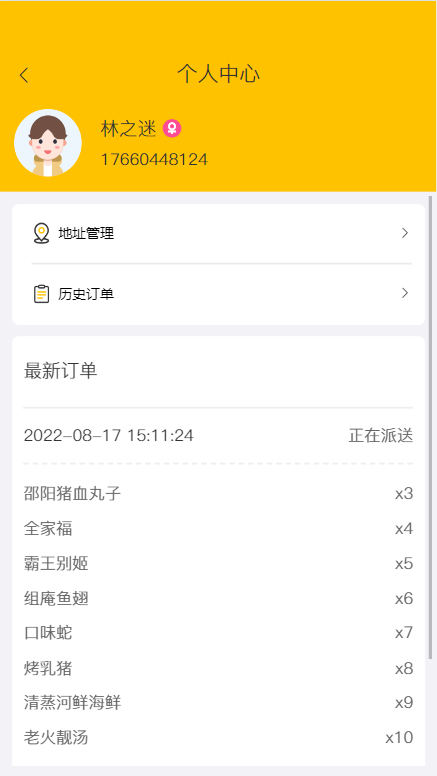 个人中心
林之迷
17660448124
地址管理
历史订单
最新订单
2022-08-17 15:11:24 正在派送
邵阳猪血丸子 x3
全家福 x4
霸王别姬 x5
组庵鱼翅 x6
口味蛇 x7
烤乳猪 x8
清蒸河鲜海鲜 x9
老火靓汤 x10